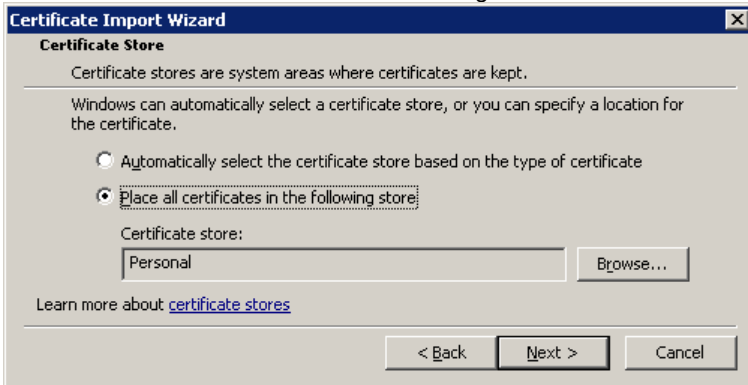 Certificate Import Wizard
Certificate Store
Certificate stores are system areas where certificates are kept.
Windows can automatically select a certificate store, or you can specify a location for
the certificate.
Automatically select the certificate store based on the type of certificate
Place all certificates in the following store
Certificate store:
Personal
Browse...
Learn more about certificate stores
< Back
Next >
Cancel